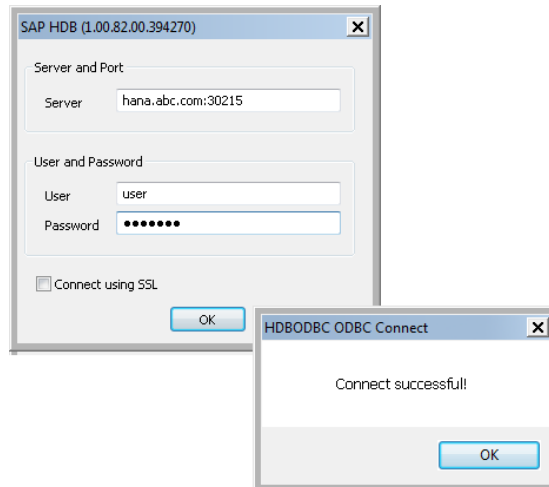 SAP HDB (1.00.82.00.394270)
Server and Port
Server hana.abc.com:30215
User and Password
User user
Password ●●●●●●●
Connect using SSL
OK
HDBODBC ODBC Connect
Connect successful!
OK